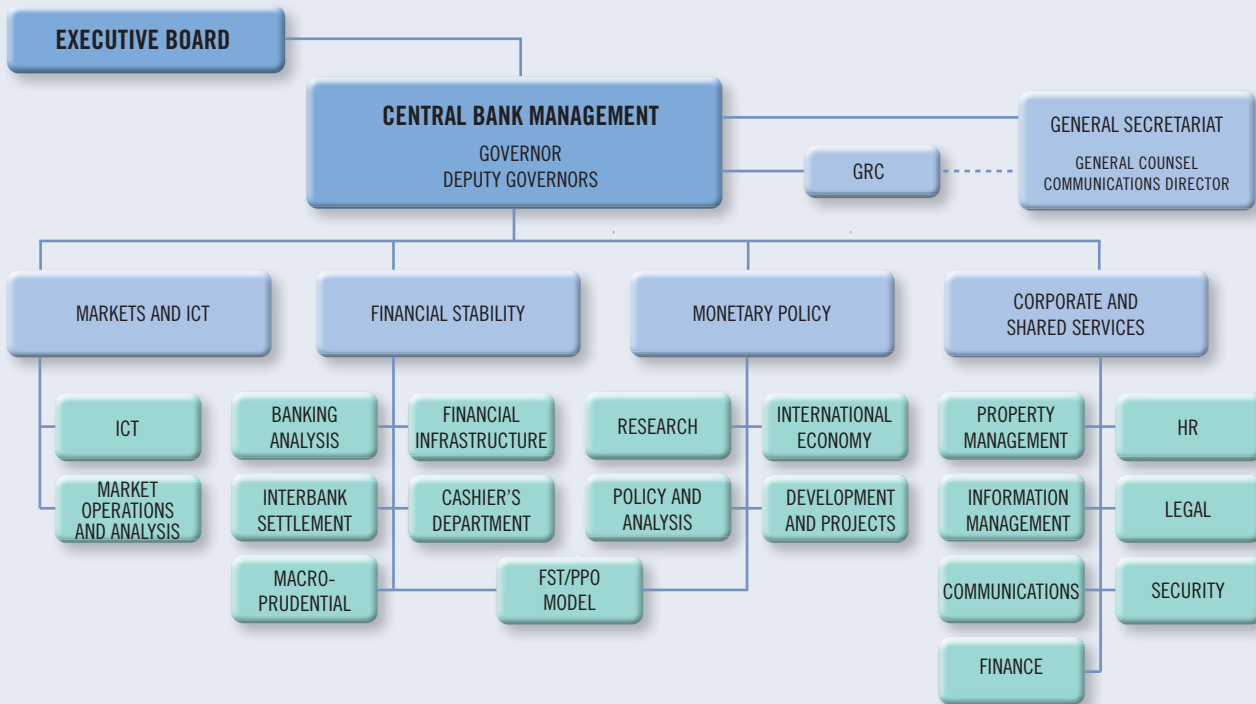 EXECUTIVE BOARD
CENTRAL BANK MANAGEMENT
GOVERNOR
DEPUTY GOVERNORS
GENERAL SECRETARIAT
GENERAL COUNSEL
COMMUNICATIONS DIRECTOR
GRC
MARKETS AND ICT
FINANCIAL STABILITY
MONETARY POLICY
CORPORATE AND
SHARED SERVICES
ICT
MARKET
OPERATIONS
AND ANALYSIS
BANKING
ANALYSIS
FINANCIAL
INFRASTRUCTURE
INTERBANK
SETTLEMENT
CASHIER'S
DEPARTMENT
MACRO-
PRUDENTIAL
FST/PPO
MODEL
RESEARCH
INTERNATIONAL
ECONOMY
POLICY AND
ANALYSIS
DEVELOPMENT
AND PROJECTS
PROPERTY
MANAGEMENT
HR
INFORMATION
MANAGEMENT
LEGAL
COMMUNICATIONS
SECURITY
FINANCE